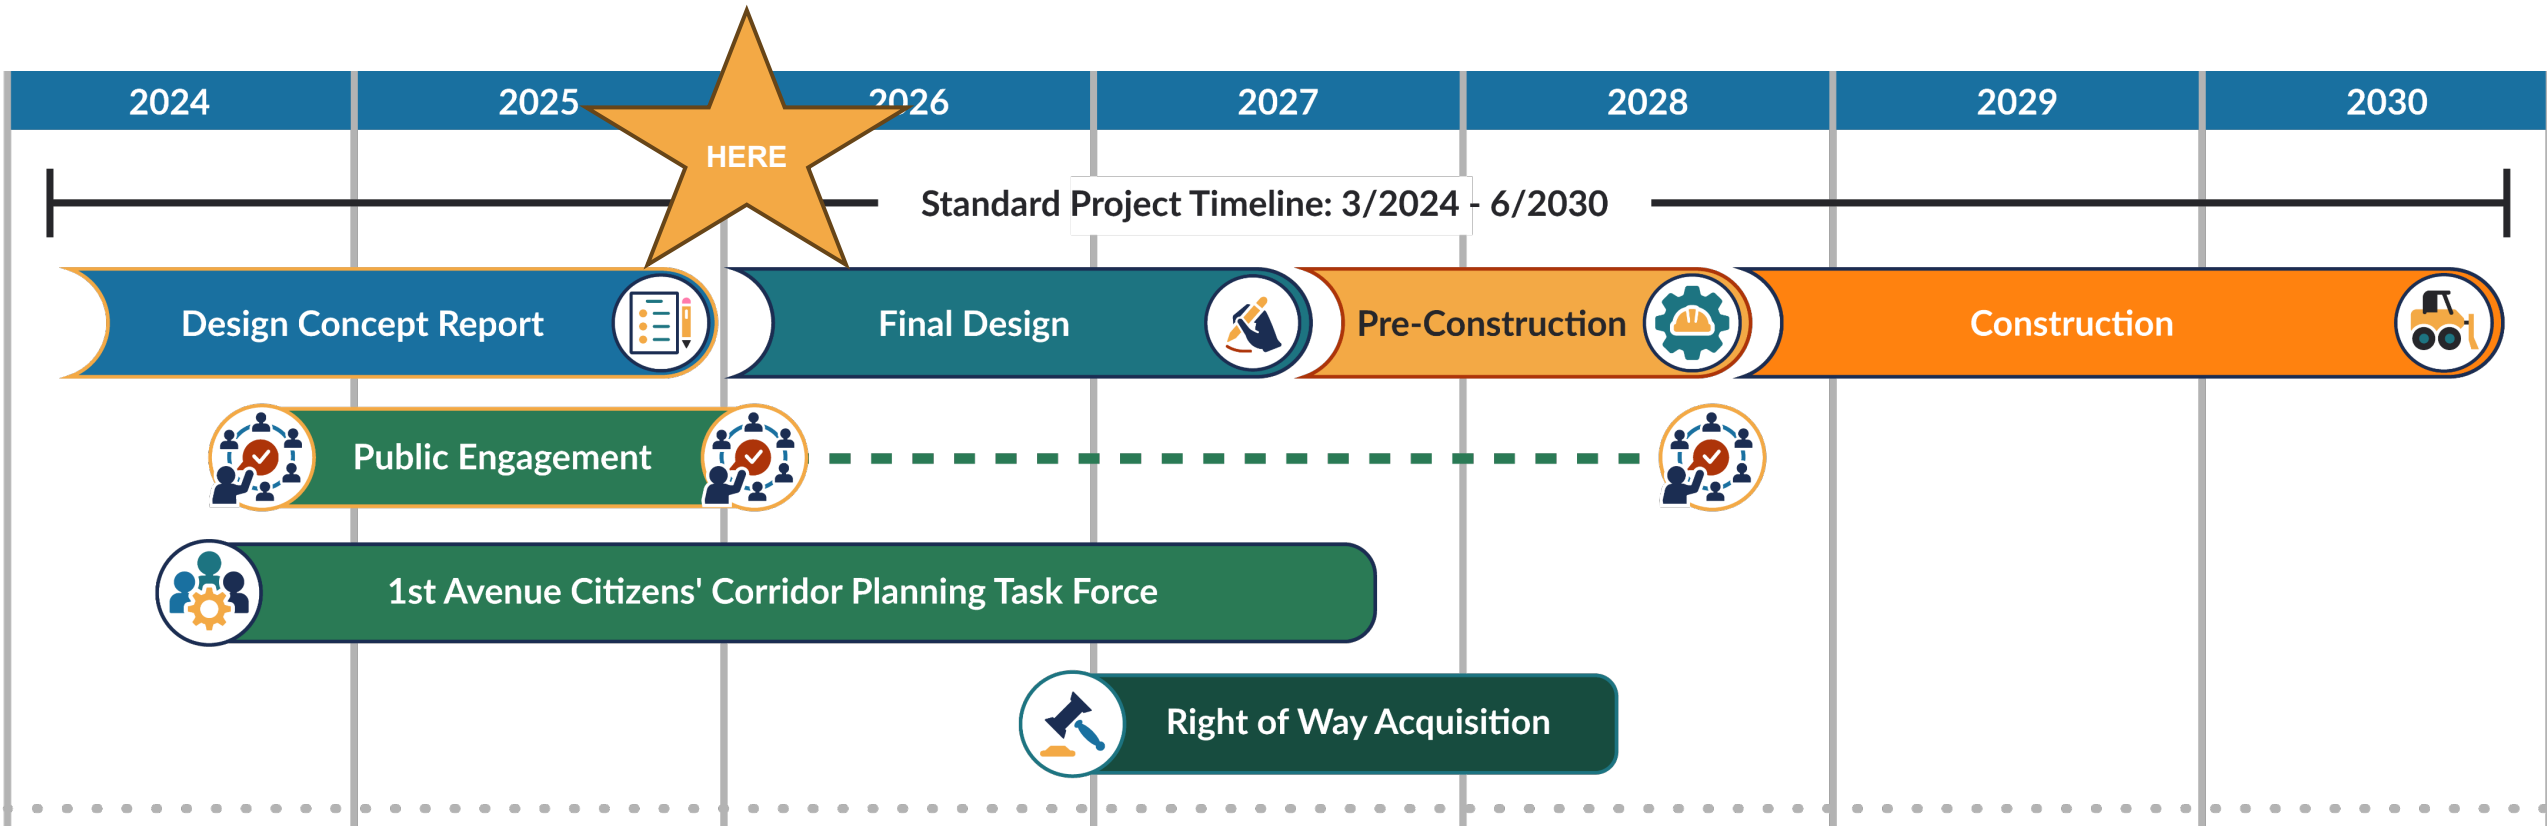 2024 2025 2026 2027 2028 2029 2030
HERE
Standard Project Timeline: 3/2024 - 6/2030
Design Concept Report Final Design Pre-Construction Construction
Public Engagement
1st Avenue Citizens' Corridor Planning Task Force
Right of Way Acquisition